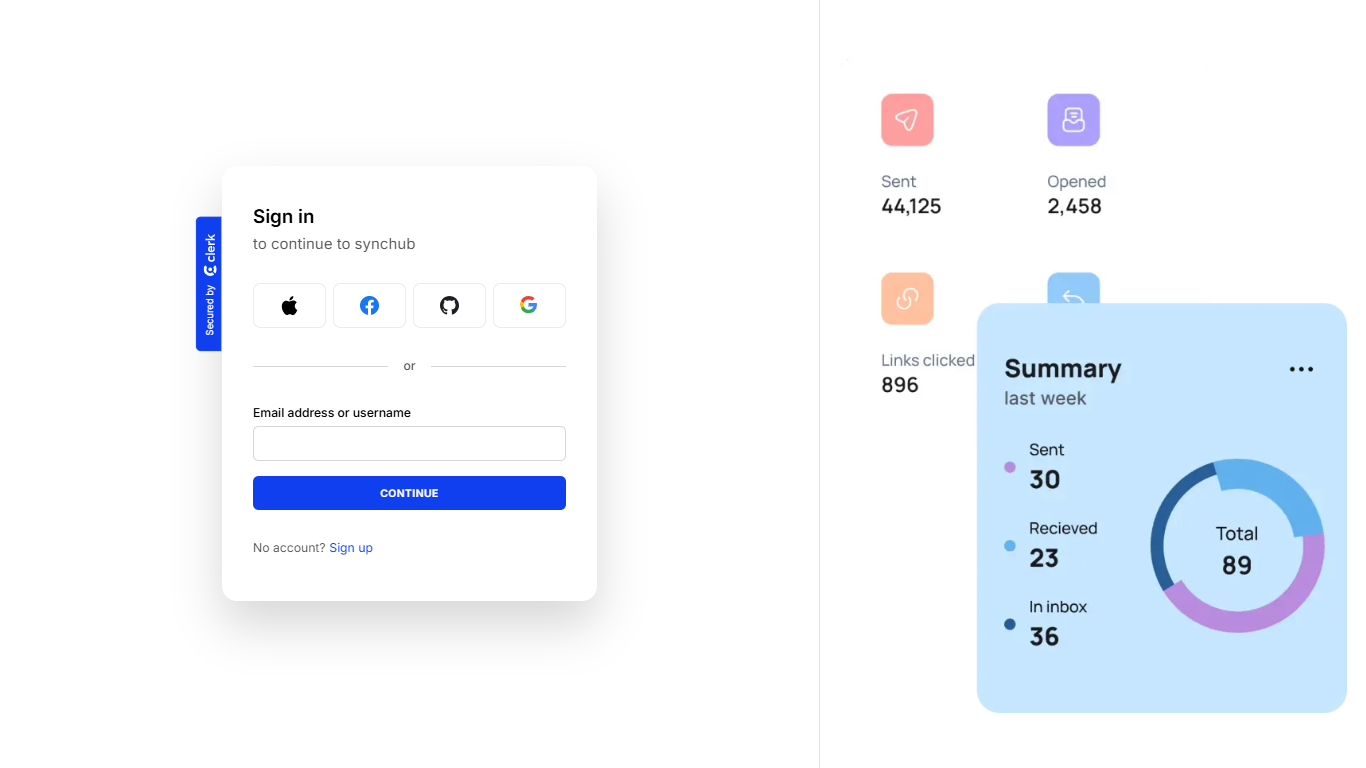 Sign in
to continue to synchub
Secured by clerk
or
Email address or username
CONTINUE
No account? Sign up
Sent
44,125
Opened
2,458
Links clicked
896
Summary
last week
Sent
30
Recieved
23
In inbox
36
Total
89